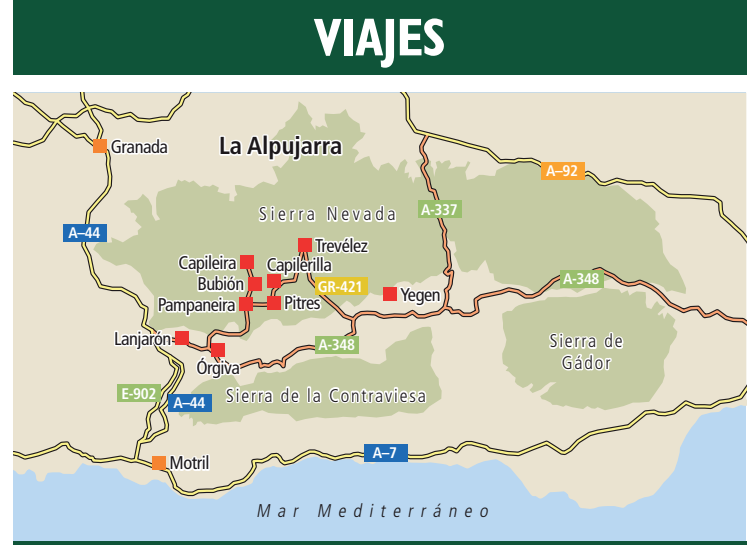 VIAJES
Granada
La Alpujarra
A–92
Sierra Nevada
A-337
A–44
Trevélez
Capileira
Capilerilla
Bubión
GR-421
A-348
Yegen
Pampaneira
Pitres
Lanjarón
A-348
Sierra de
Gádor
Órgiva
E-902
A–44
Sierra de la Contraviesa
A–7
Motril
Mar Mediterráneo